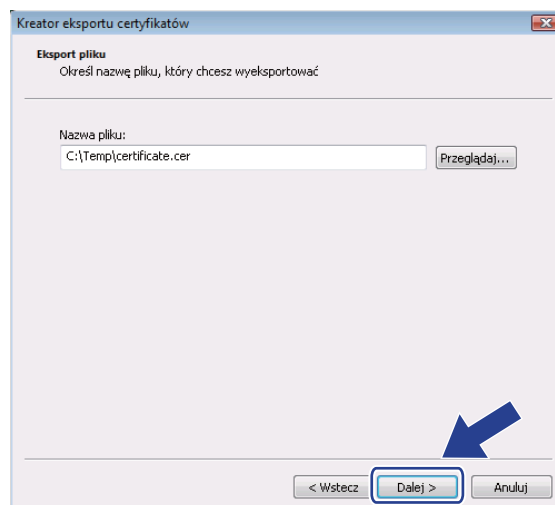 Kreator eksportu certyfikatów
Eksport pliku
Określ nazwę pliku, który chcesz wyeksportować
Nazwa pliku:
C:\Temp\certificate.cer
Przeglądaj...
< Wstecz
Dalej >
Anuluj